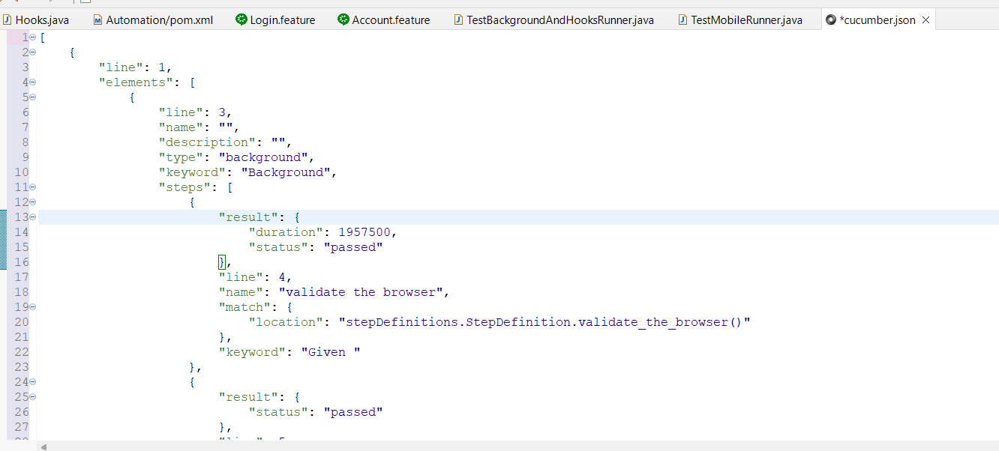 Hooks.java Automation/pom.xml Login.feature Account.feature TestBackgroundAndHooksRunner.java TestMobileRunner.java *cucumber.json
1 [
2 {
3 "line": 1,
4 "elements": [
5 {
6 "line": 3,
7 "name": "",
8 "description": "",
9 "type": "background",
10 "keyword": "Background",
11 "steps": [
12 {
13 "result": {
14 "duration": 1957500,
15 "status": "passed"
16 },
17 "line": 4,
18 "name": "validate the browser",
19 "match": {
20 "location": "stepDefinitions.StepDefinition.validate_the_browser()"
21 },
22 "keyword": "Given "
23 },
24 {
25 "result": {
26 "status": "passed"
27 },